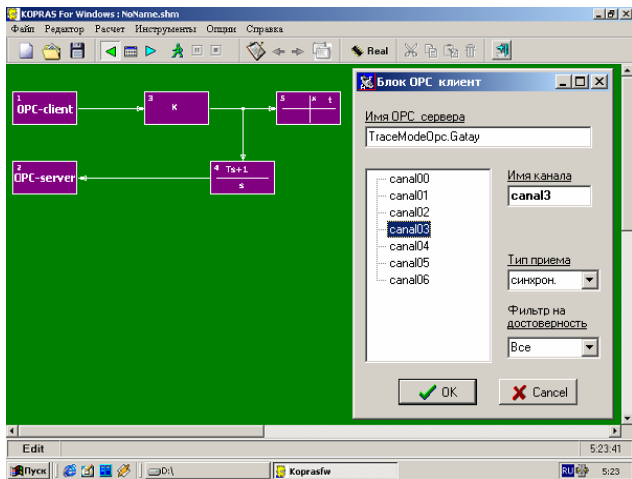 KOPRAS For Windows : NoName.shm
Файл Редактор Расчет Инструменты Опции Справка
Real
1
OPC-client
3
K
5
x t
2
OPC-server
4
Ts+1
s
Блок OPC клиент
Имя OPC сервера
TraceModeOpc.Gatay
canal00
canal01
canal02
canal03
canal04
canal05
canal06
Имя канала
canal3
Тип приема
синхрон.
Фильтр на
достоверность
Все
OK
Cancel
Edit
5:23:41
Пуск
D:\
Koprasfw
RU
5:23